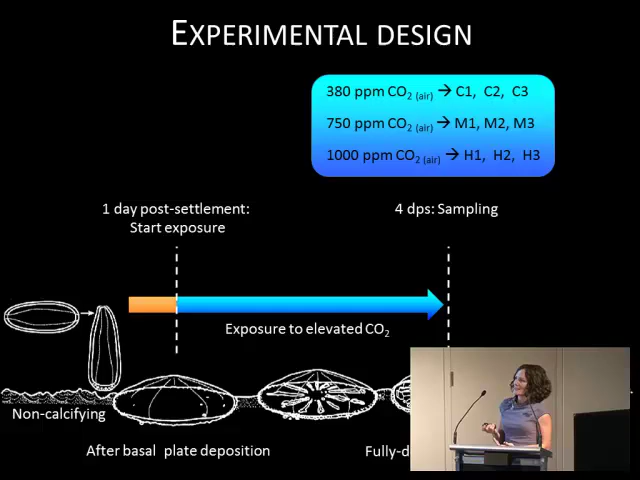 EXPERIMENTAL DESIGN
380 ppm CO2 (air) → C1, C2, C3
750 ppm CO2 (air) → M1, M2, M3
1000 ppm CO2 (air) → H1, H2, H3
1 day post-settlement:
Start exposure
4 dps: Sampling
Exposure to elevated CO2
Non-calcifying
After basal plate deposition
Fully-d